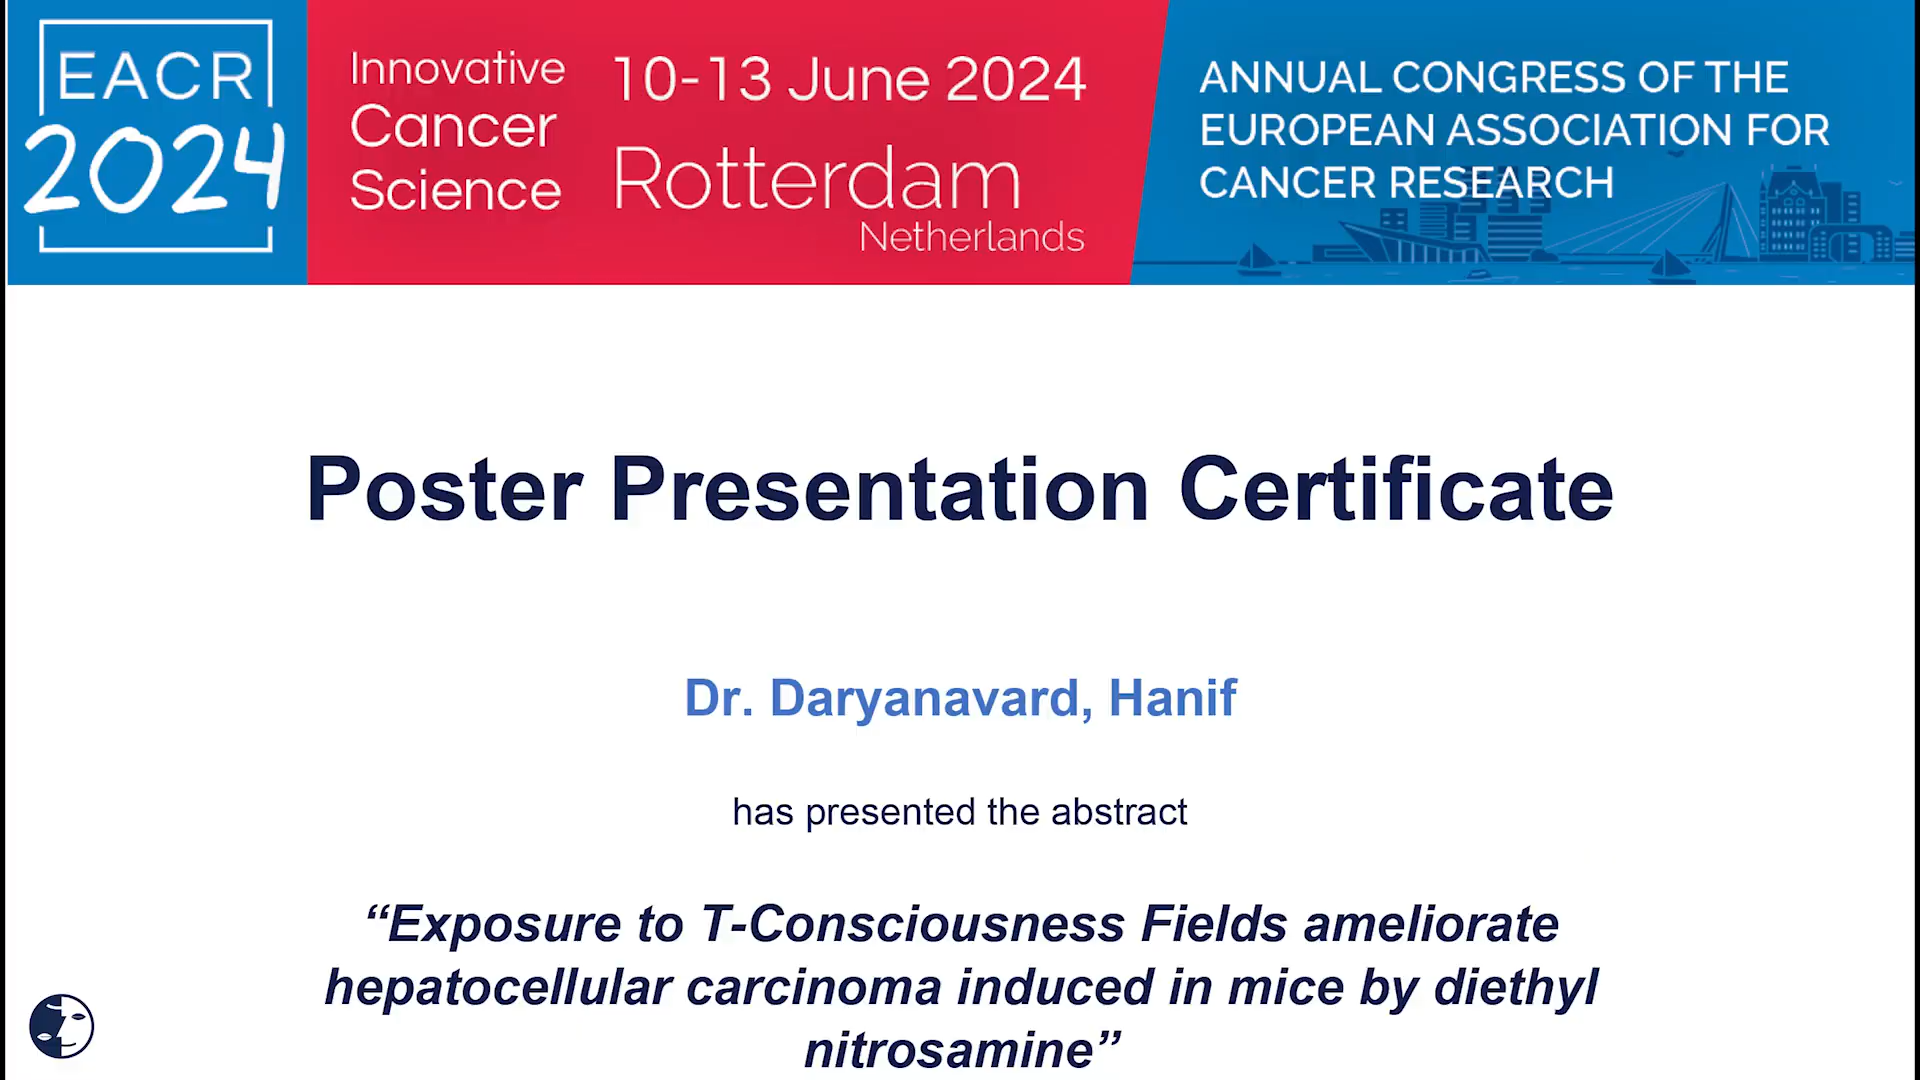 EACR
2024
Innovative
Cancer
Science
10-13 June 2024
Rotterdam
Netherlands
ANNUAL CONGRESS OF THE
EUROPEAN ASSOCIATION FOR
CANCER RESEARCH
Poster Presentation Certificate
Dr. Daryanavard, Hanif
has presented the abstract
“Exposure to T-Consciousness Fields ameliorate
hepatocellular carcinoma induced in mice by diethyl
nitrosamine”